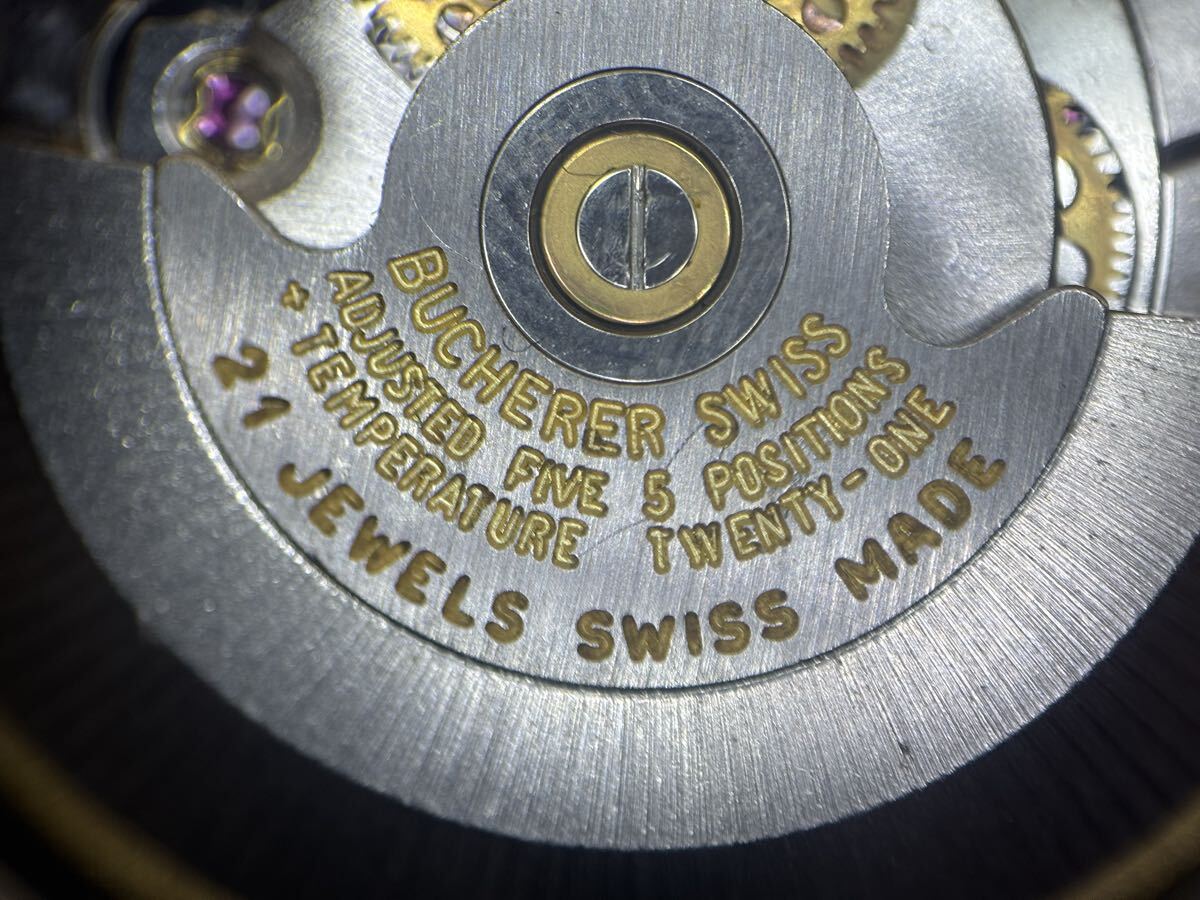 BUCHERER SWISS
ADJUSTED FIVE 5 POSITIONS
+ TEMPERATURE TWENTY-ONE
21 JEWELS SWISS MADE